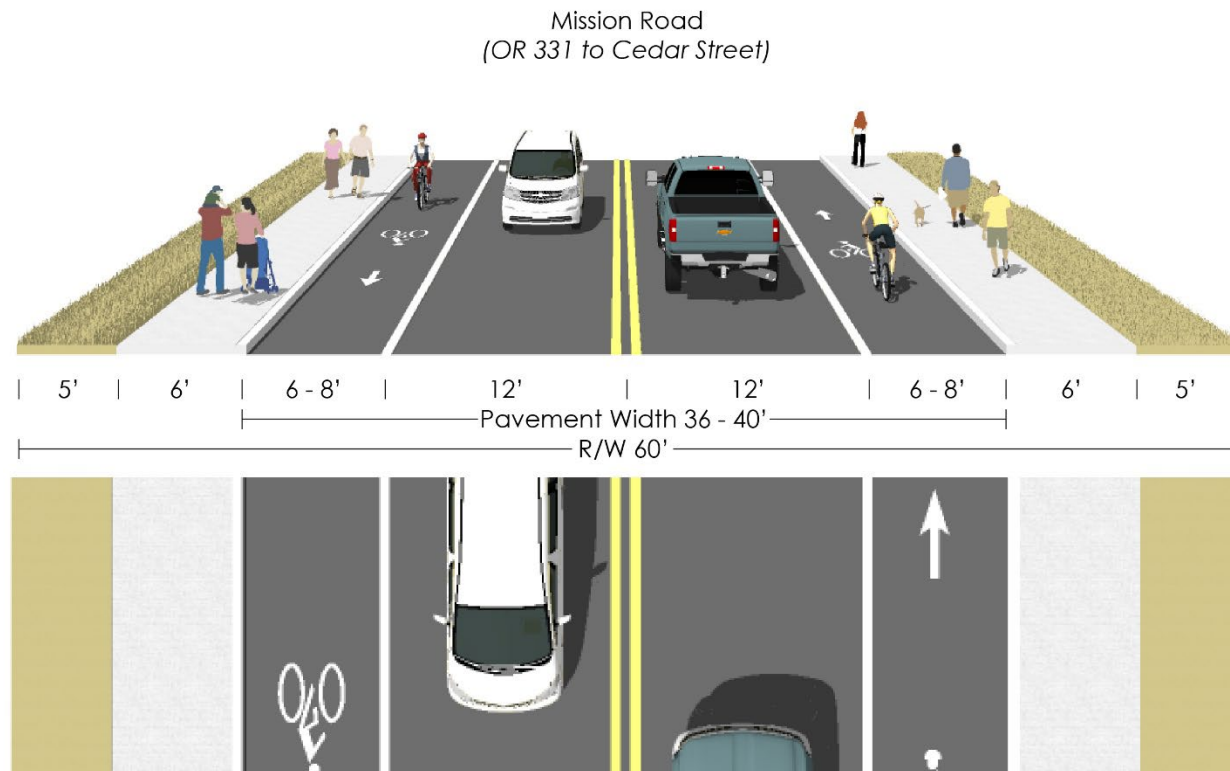 Mission Road
(OR 331 to Cedar Street)
5’ 6’ 6 - 8’ 12’ 12’ 6 - 8’ 6’ 5’
Pavement Width 36 - 40’
R/W 60’